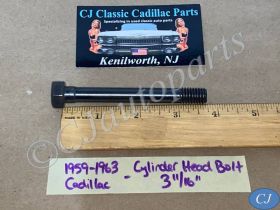 CJ Classic Cadillac Parts
Specializing in used classic auto parts
Kenilworth, NJ
CJclassicautoparts
1959-1963 - Cylinder Head Bolt
Cadillac 3"/16"
CJ